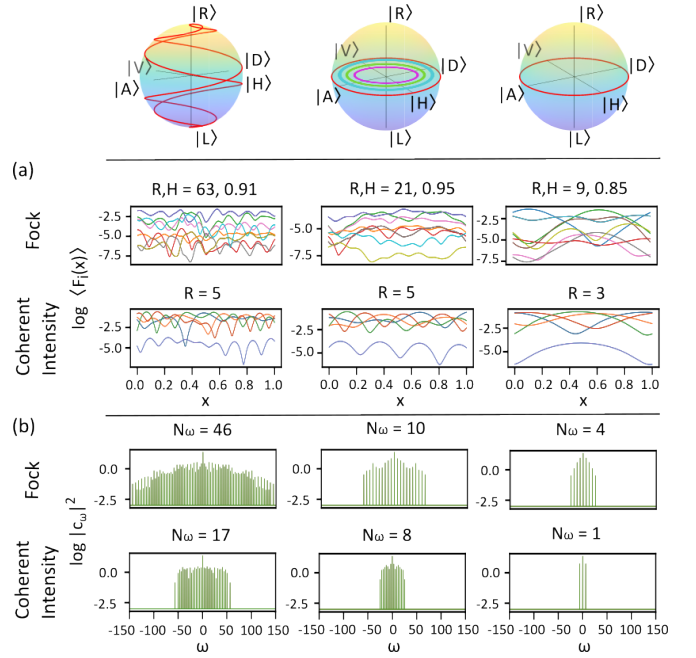 |R⟩ |R⟩ |R⟩
|V⟩ |D⟩ |V⟩ |D⟩ |V⟩ |D⟩
|A⟩ |H⟩ |A⟩ |H⟩ |A⟩ |H⟩
|L⟩ |L⟩ |L⟩
(a)
R,H = 63, 0.91 R,H = 21, 0.95 R,H = 9, 0.85
Fock
log ⟨Fᵢ(x)⟩
-2.5 -2.5
-5.0 -5.0 -5.0
-7.5 -7.5 -7.5
R = 5 R = 5 R = 3
Coherent
Intensity
-2.5 -2.5 -2.5
-5.0 -5.0 -5.0
0.0 0.2 0.4 0.6 0.8 1.0 0.0 0.2 0.4 0.6 0.8 1.0 0.0 0.2 0.4 0.6 0.8 1.0
x x x
(b)
Nω = 46 Nω = 10 Nω = 4
Fock
log |cω|²
0.0 0.0 0.0
-2.5 -2.5 -2.5
Nω = 17 Nω = 8 Nω = 1
Coherent
Intensity
0.0 0.0 0.0
-2.5 2.5 2.5
-150 -100 -50 0 50 100 150 -100 -50 0 50 100 -150 -100 -50 0 50 100 150
ω ω ω